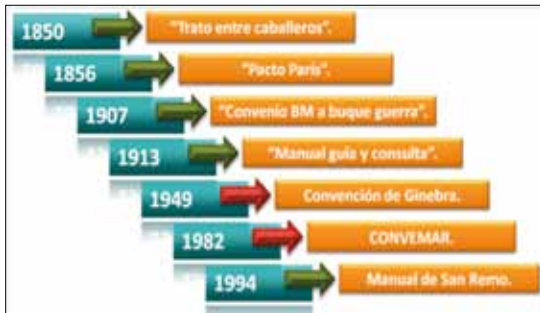 1850 "Trato entre caballeros".
1856 "Pacto París".
1907 "Convenio BM a buque guerra".
1913 "Manual guía y consulta".
1949 Convención de Ginebra.
1982 CONVEMAR.
1994 Manual de San Remo.